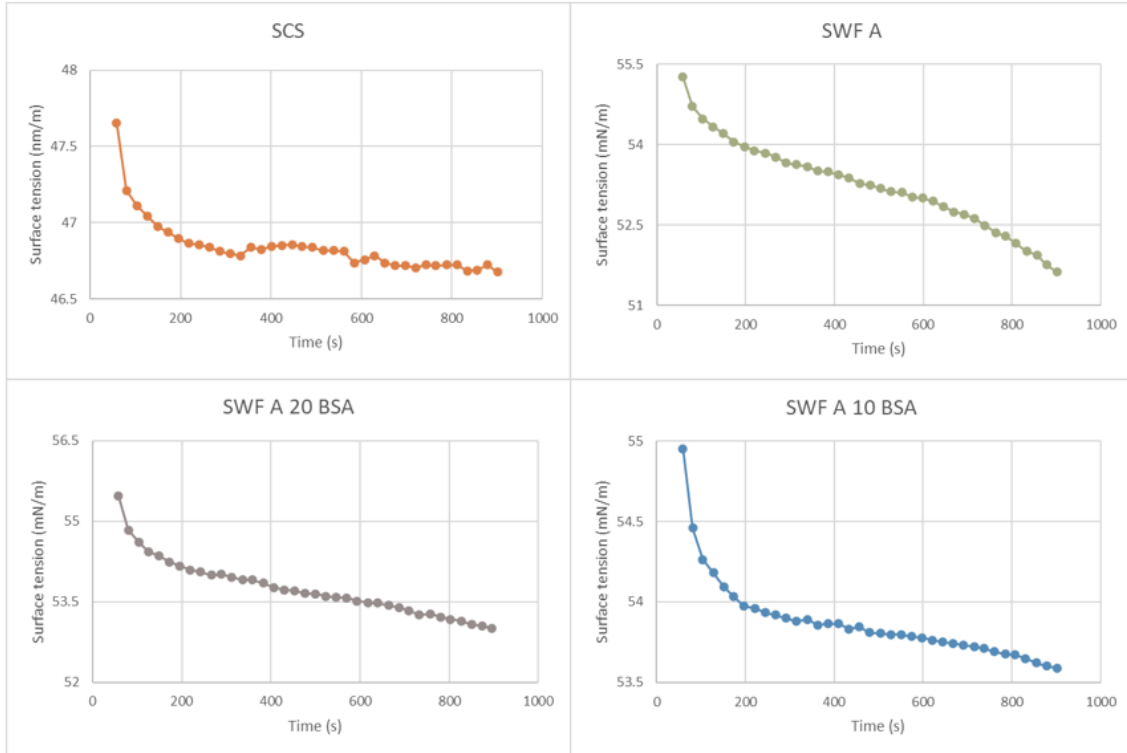 SCS
48
47.5
47
46.5
Surface tension (nm/m)
0 200 400 600 800 1000
Time (s)
SWF A
55.5
54
52.5
51
Surface tension (mN/m)
0 200 400 600 800 1000
Time (s)
SWF A 20 BSA
56.5
55
53.5
52
Surface tension (mN/m)
0 200 400 600 800 1000
Time (s)
SWF A 10 BSA
55
54.5
54
53.5
Surface tension (mN/m)
0 200 400 600 800 1000
Time (s)